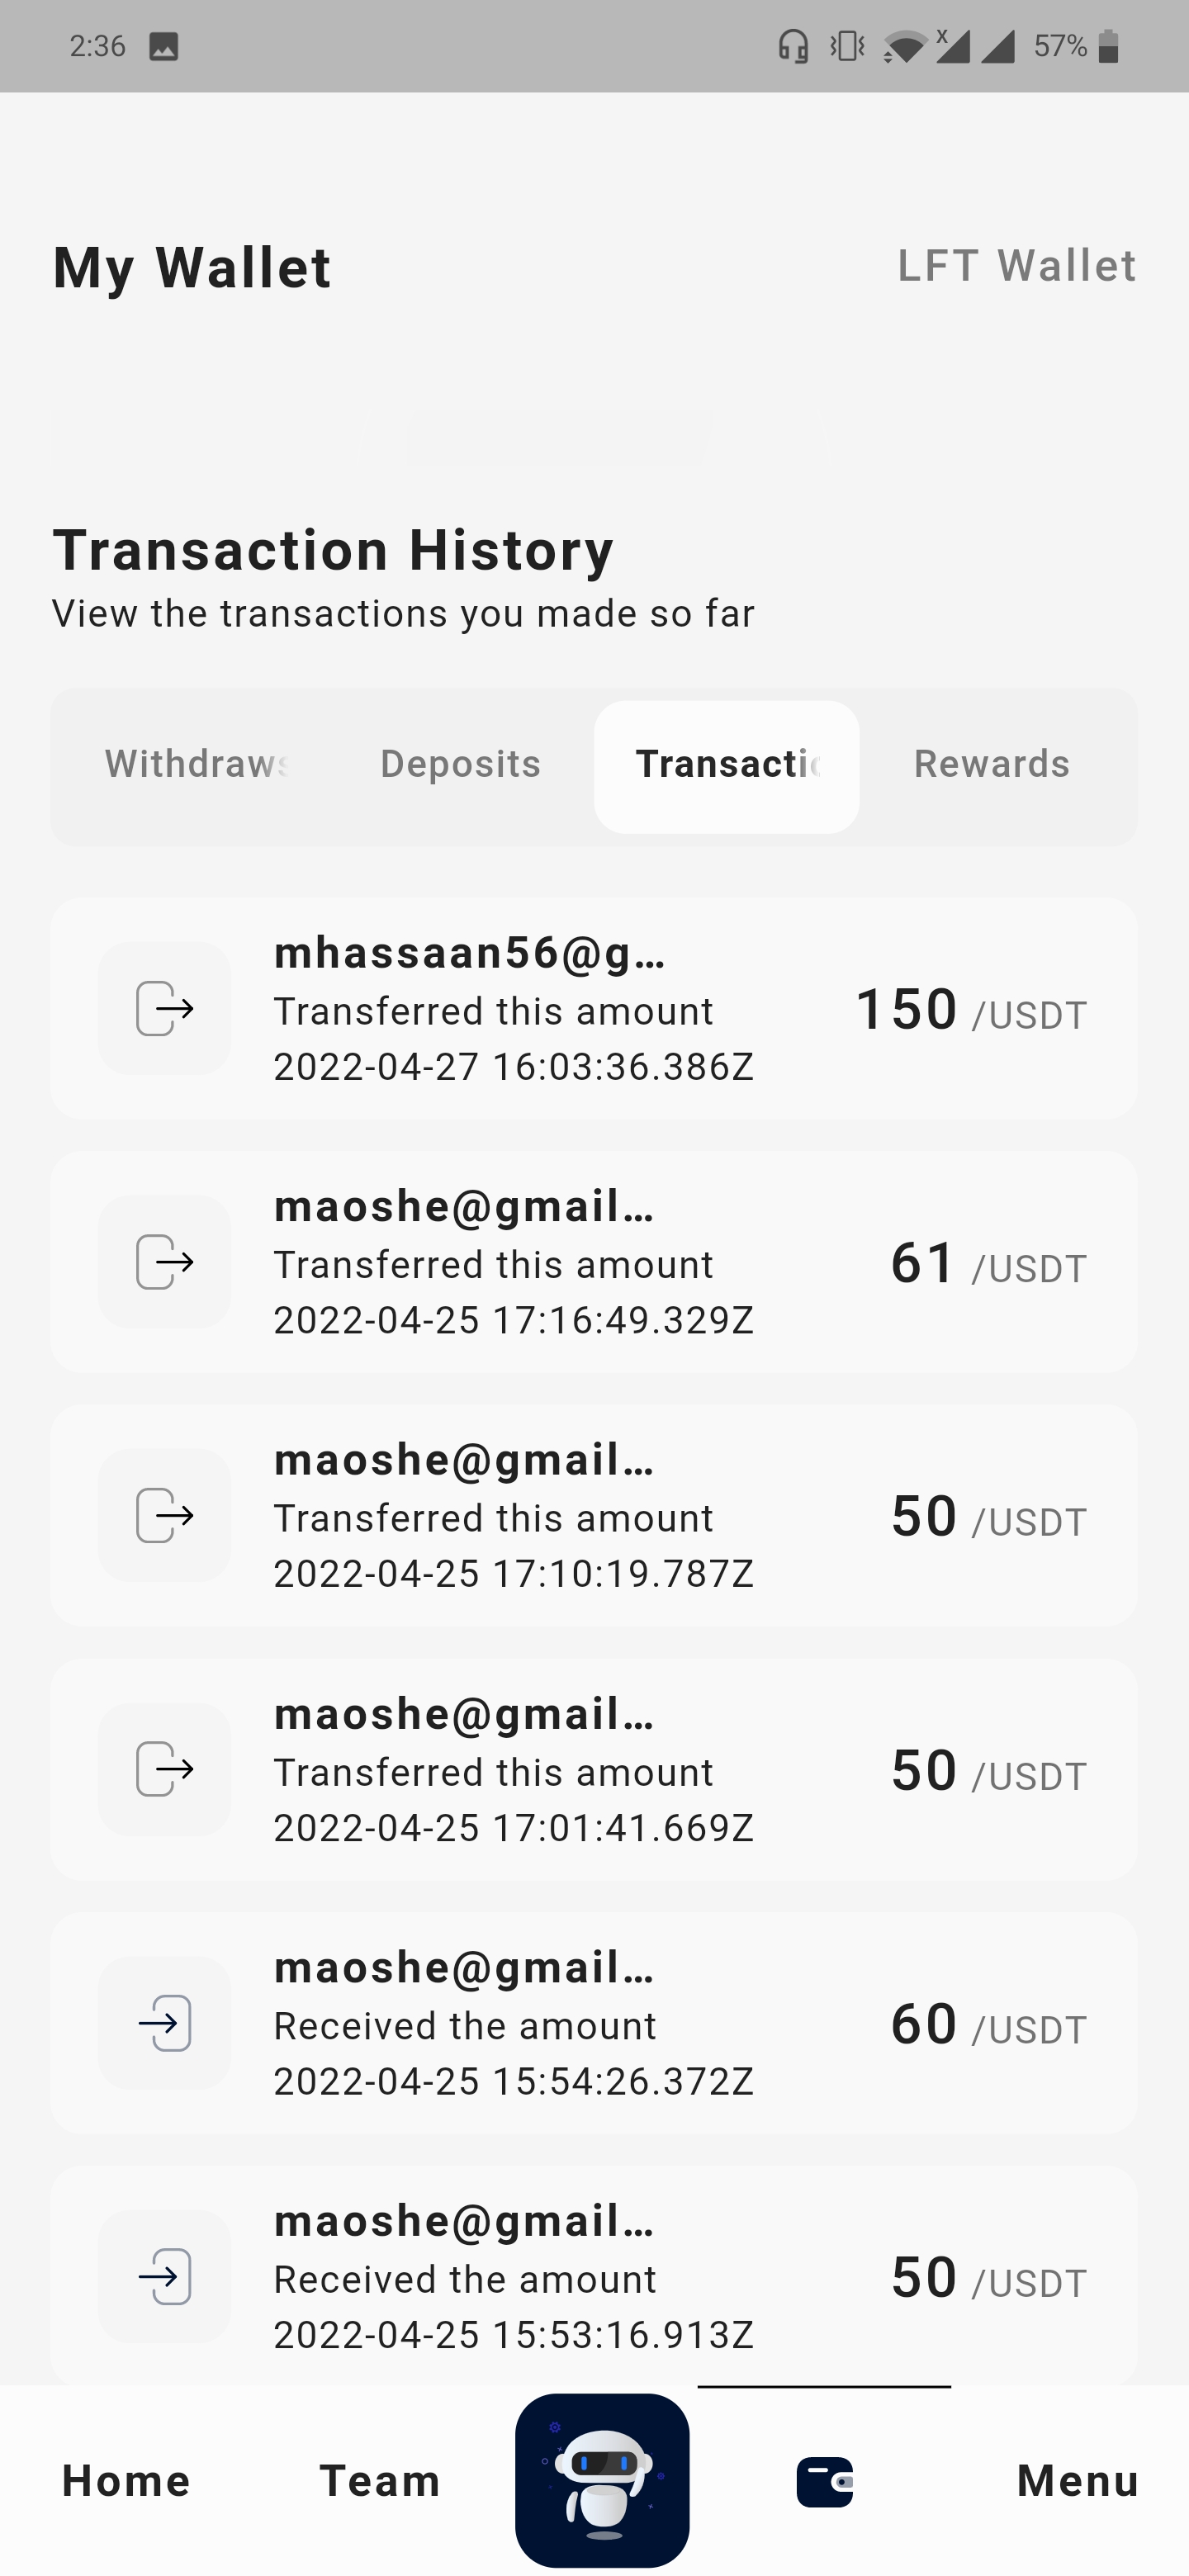 2:36
X
57%
My Wallet
LFT Wallet
Transaction History
View the transactions you made so far
Withdraws Deposits Transactic Rewards
mhassaan56@g...
Transferred this amount
2022-04-27 16:03:36.386Z
150 /USDT
maoshe@gmail...
Transferred this amount
2022-04-25 17:16:49.329Z
61 /USDT
maoshe@gmail...
Transferred this amount
2022-04-25 17:10:19.787Z
50 /USDT
maoshe@gmail...
Transferred this amount
2022-04-25 17:01:41.669Z
50 /USDT
maoshe@gmail...
Received the amount
2022-04-25 15:54:26.372Z
60 /USDT
maoshe@gmail...
Received the amount
2022-04-25 15:53:16.913Z
50 /USDT
Home Team Menu